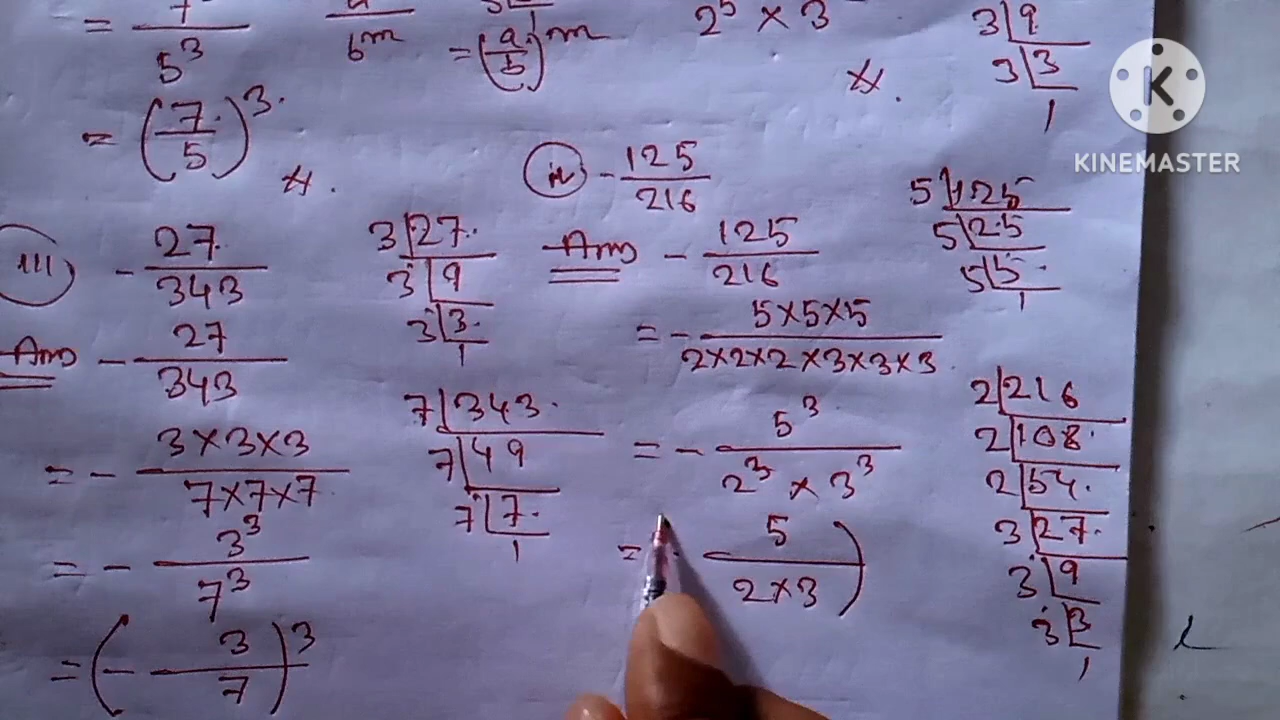 = 7 / 5³
bᵐ
= (a/b)ᵐ
2⁵ × 3
3 | 9
3 | 3
1
= (7/5)³
KINEMASTER
(iii) - 27/343
3 | 27
3 | 9
3 | 3
1
Ans - 27/343
= - 3×3×3 / 7×7×7
7 | 343
7 | 49
7 | 7
1
= - 3³ / 7³
= (- 3/7)³
- 125/216
5 | 125
5 | 25
5 | 5
1
Ans - 125/216
= - 5×5×5 / 2×2×2×3×3×3
2 | 216
2 | 108
2 | 54
3 | 27
3 | 9
3 | 3
1
= - 5³ / 2³ × 3³
= 5 / 2×3 )